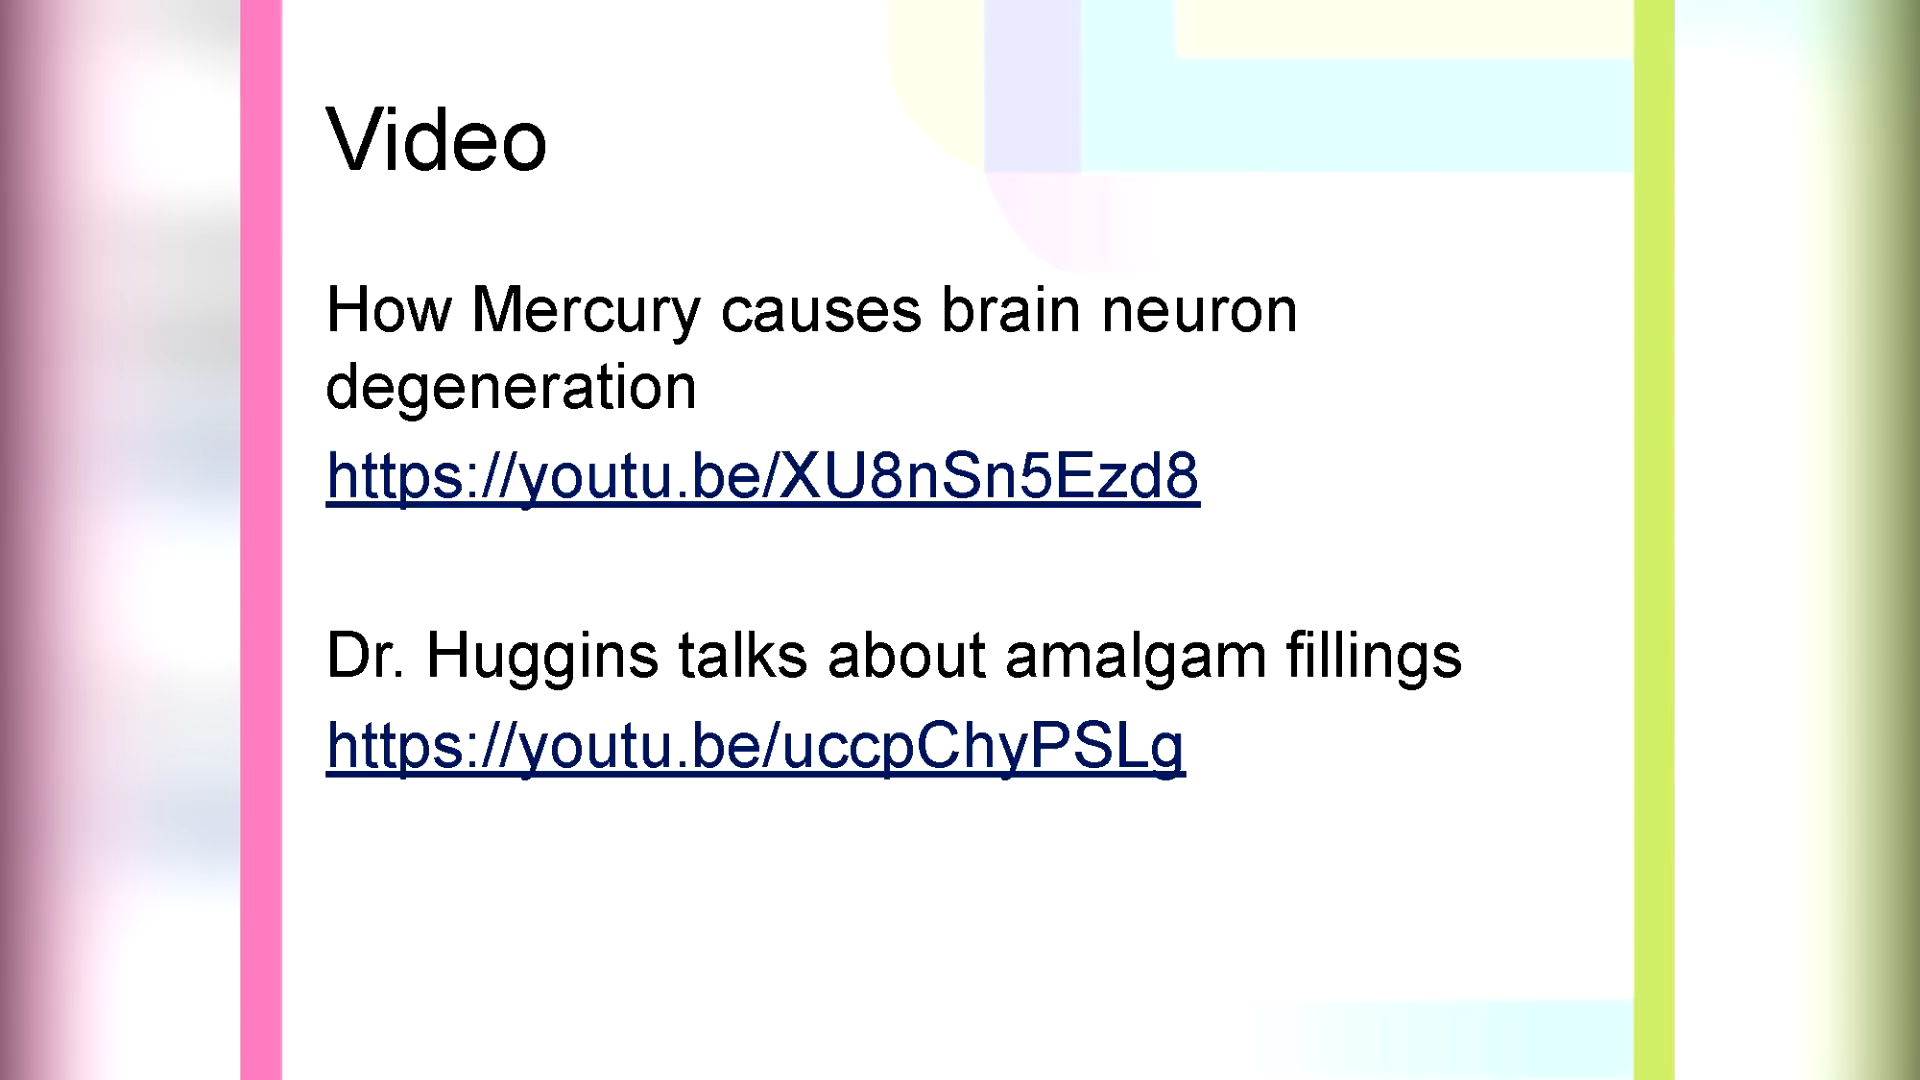 Video
How Mercury causes brain neuron
degeneration
https://youtu.be/XU8nSn5Ezd8
Dr. Huggins talks about amalgam fillings
https://youtu.be/uccpChyPSLg